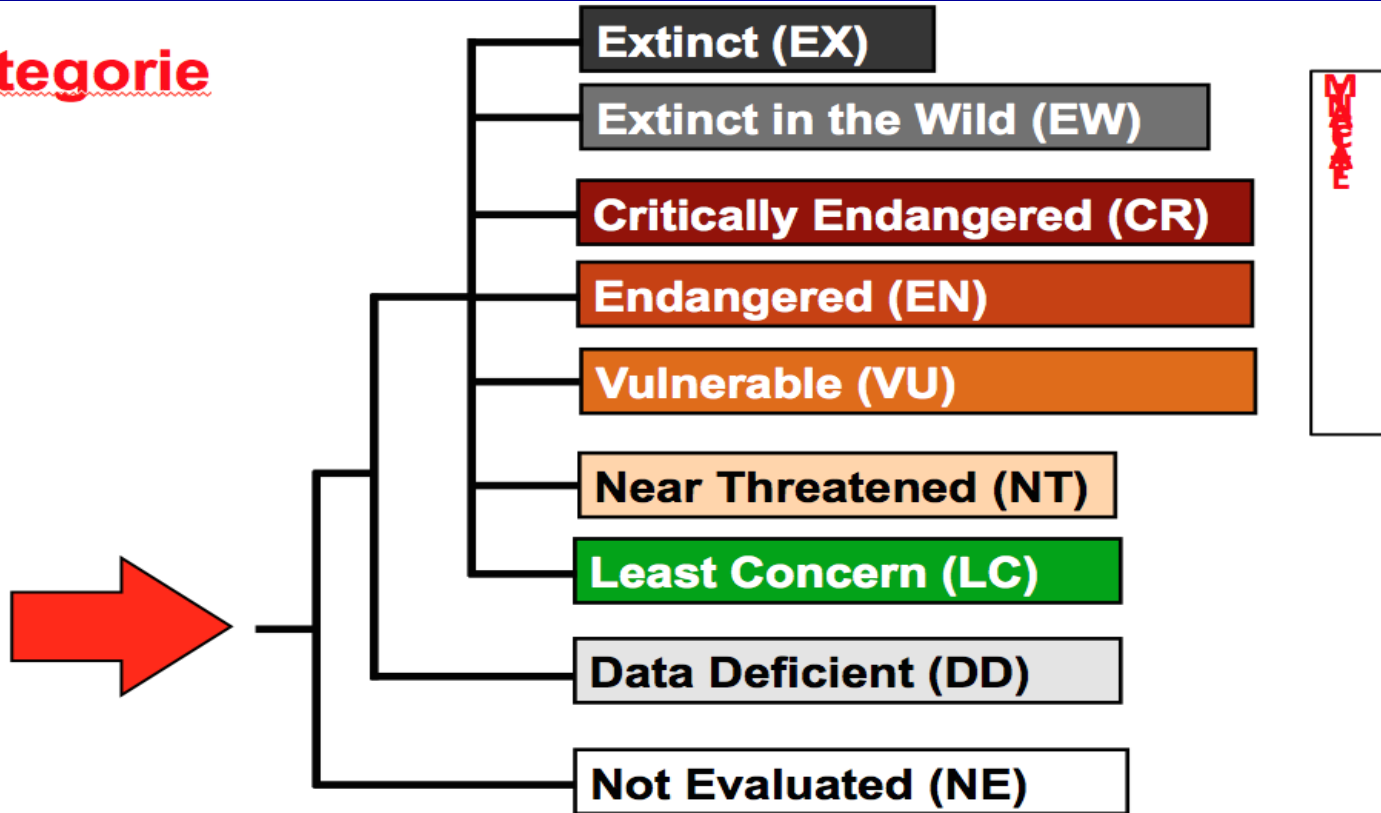 tegorie
Extinct (EX)
Extinct in the Wild (EW)
Critically Endangered (CR)
Endangered (EN)
Vulnerable (VU)
Near Threatened (NT)
Least Concern (LC)
Data Deficient (DD)
Not Evaluated (NE)